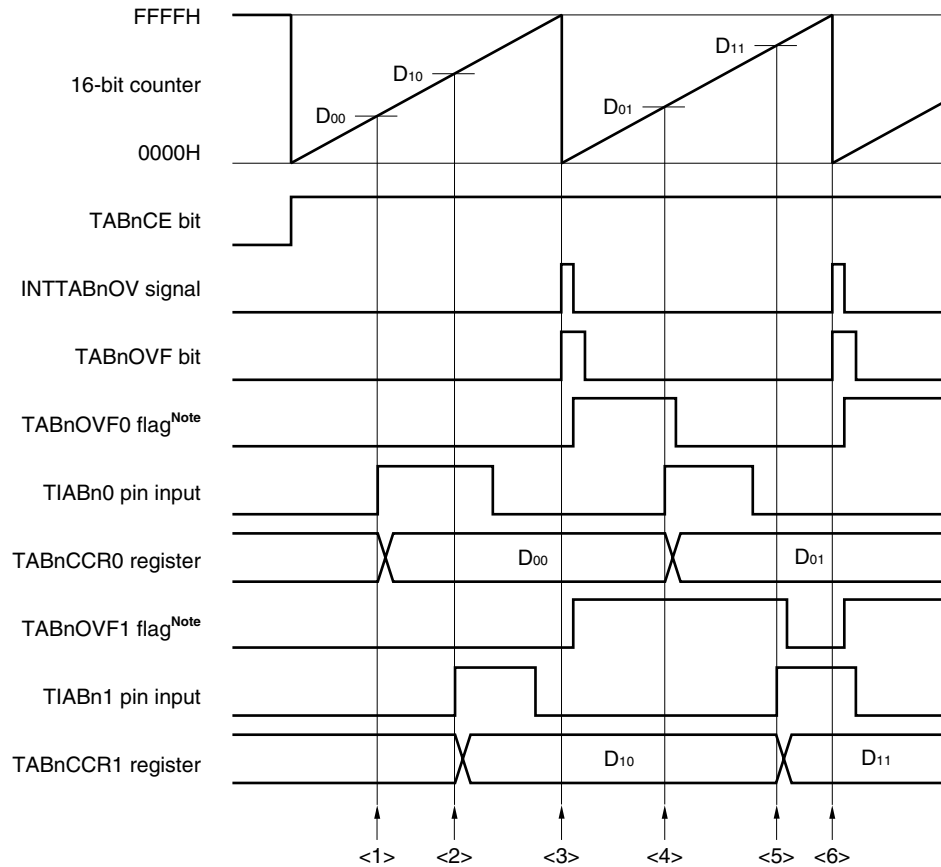 FFFFH
D11
D10
16-bit counter
D01
D00
0000H
TABnCE bit
INTTABnOV signal
TABnOVF bit
TABnOVF0 flagNote
TIABn0 pin input
TABnCCR0 register D00 D01
TABnOVF1 flagNote
TIABn1 pin input
TABnCCR1 register D10 D11
<1> <2> <3> <4> <5> <6>